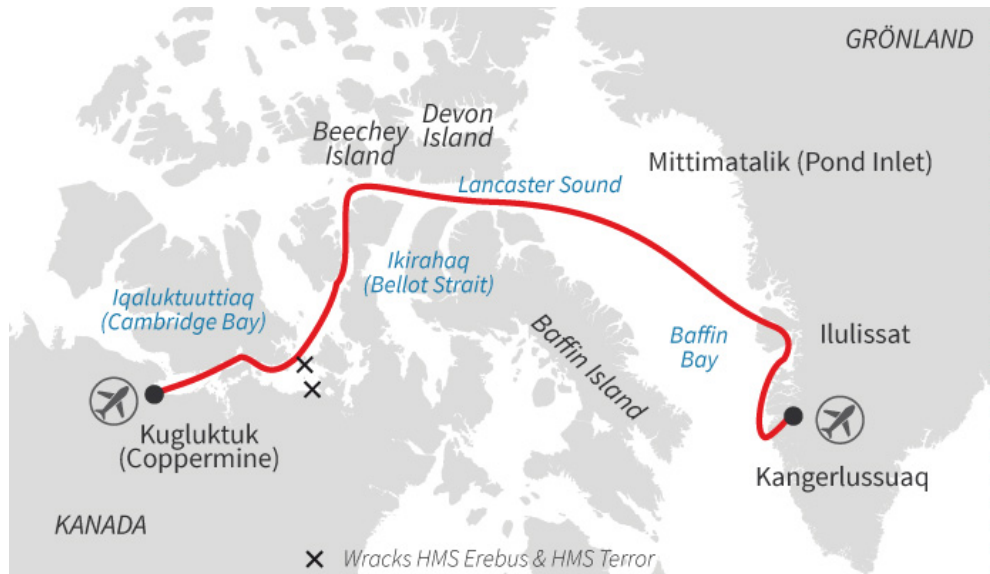 GRÖNLAND
Devon
Island
Beechey
Island
Mittimatalik (Pond Inlet)
Lancaster Sound
Ikirahaq
(Bellot Strait)
Iqaluktuuttiaq
(Cambridge Bay)
Baffin Island
Baffin
Bay
Ilulissat
Kugluktuk
(Coppermine)
Kangerlussuaq
KANADA
Wracks HMS Erebus & HMS Terror